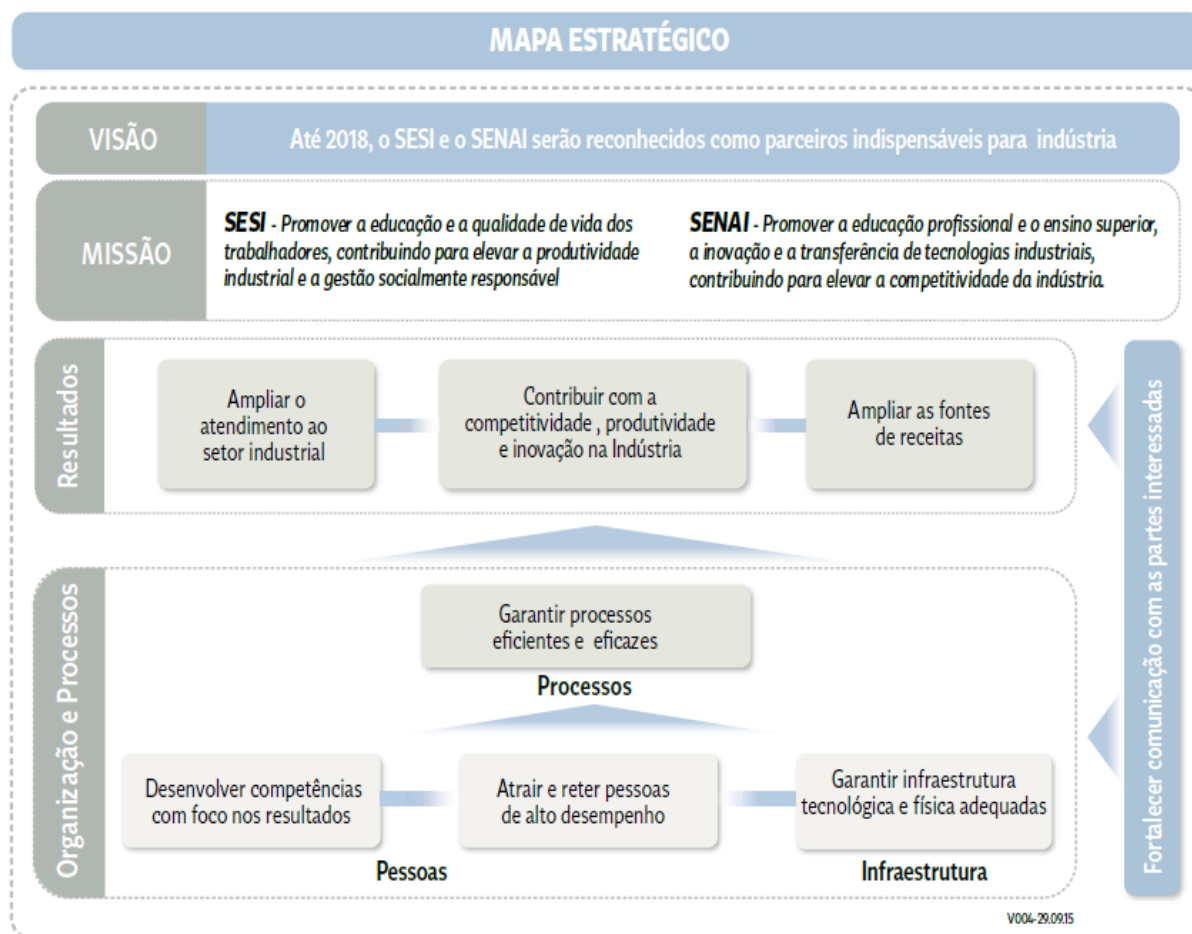 MAPA ESTRATÉGICO
VISÃO
Até 2018, o SESI e o SENAI serão reconhecidos como parceiros indispensáveis para indústria
MISSÃO
SESI - Promover a educação e a qualidade de vida dos
trabalhadores, contribuindo para elevar a produtividade
industrial e a gestão socialmente responsável
SENAI - Promover a educação profissional e o ensino superior,
a inovação e a transferência de tecnologias industriais,
contribuindo para elevar a competitividade da indústria.
Resultados
Ampliar o
atendimento ao
setor industrial
Contribuir com a
competitividade , produtividade
e inovação na Indústria
Ampliar as fontes
de receitas
Organização e Processos
Garantir processos
eficientes e eficazes
Processos
Desenvolver competências
com foco nos resultados
Atrair e reter pessoas
de alto desempenho
Garantir infraestrutura
tecnológica e física adequadas
Pessoas
Infraestrutura
Fortalecer comunicação com as partes interessadas
V004-29.09.15